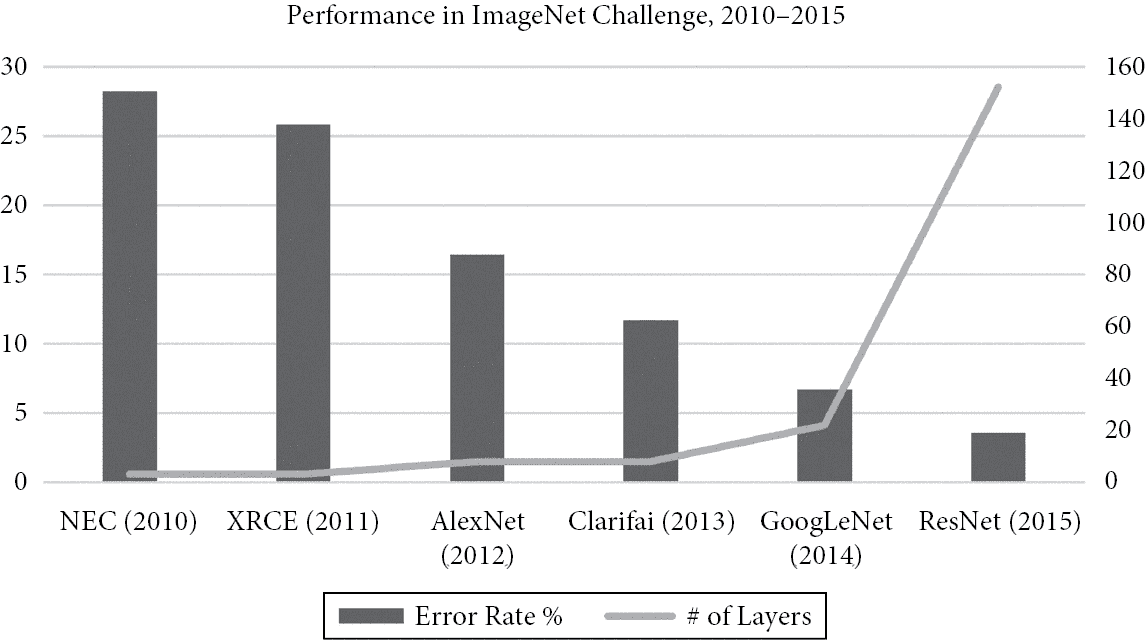 Performance in ImageNet Challenge, 2010–2015
30
25
20
15
10
5
0
160
140
120
100
80
60
40
20
0
NEC (2010)
XRCE (2011)
AlexNet
(2012)
Clarifai (2013)
GoogLeNet
(2014)
ResNet (2015)
Error Rate %
# of Layers